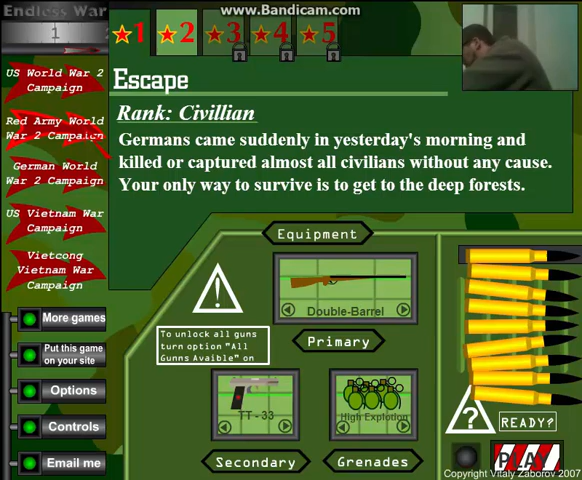 www.Bandicam.com
Endless War
1
1
2
3
4
5
US World War 2
Campaign
Red Army World
War 2 Campaign
German World
War 2 Campaign
US Vietnam War
Campaign
Vietcong
Vietnam War
Campaign
More games
Put this game
on your site
Options
Controls
Email me
Escape
Rank: Civillian
Germans came suddenly in yesterday's morning and
killed or captured almost all civilians without any cause.
Your only way to survive is to get to the deep forests.
Equipment
!
To unlock all guns
turn option "All
Gunns Avaible" on
Double-Barrel
Primary
TT-33
Secondary
High Explotion
Grenades
?
READY?
PLAY
Copyright Vitaly Zaborov 2007